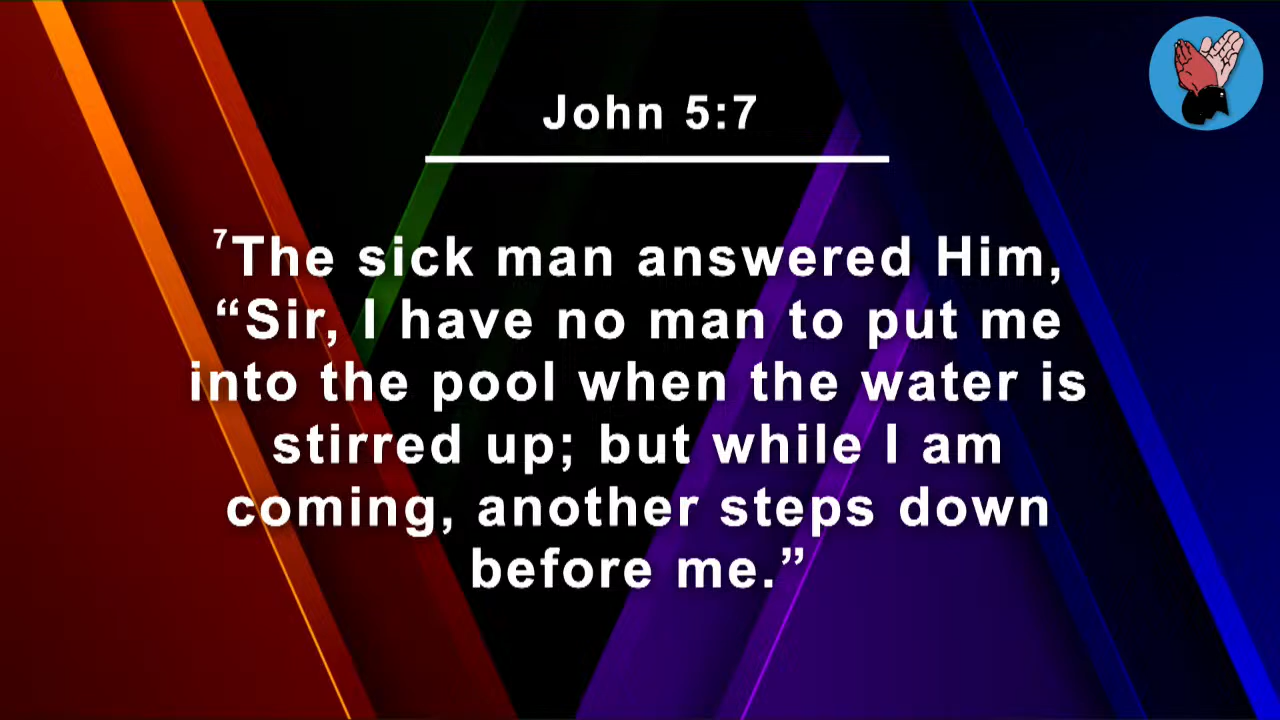 John 5:7
⁷The sick man answered Him,
“Sir, I have no man to put me
into the pool when the water is
stirred up; but while I am
coming, another steps down
before me.”